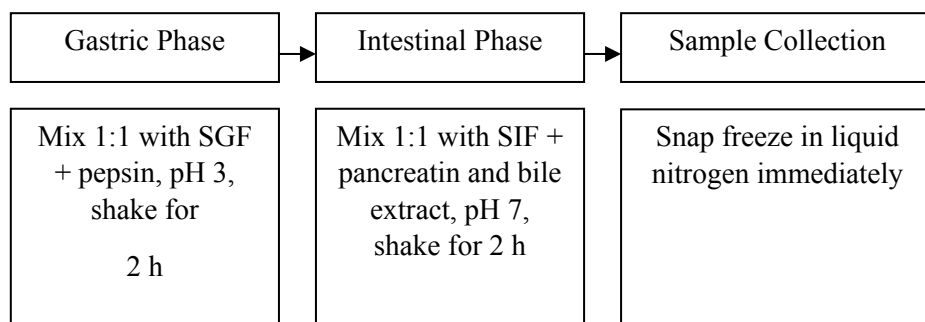 Gastric Phase
Intestinal Phase
Sample Collection
Mix 1:1 with SGF
+ pepsin, pH 3,
shake for
2 h
Mix 1:1 with SIF +
pancreatin and bile
extract, pH 7,
shake for 2 h
Snap freeze in liquid
nitrogen immediately